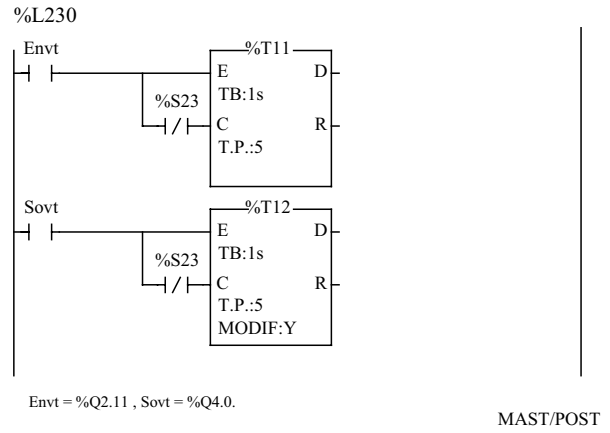 %L230
Envt
%T11
E D
TB:1s
%S23
C R
T.P.:5
Sovt
%T12
E D
TB:1s
%S23
C R
T.P.:5
MODIF:Y
Envt = %Q2.11 , Sovt = %Q4.0.
MAST/POST